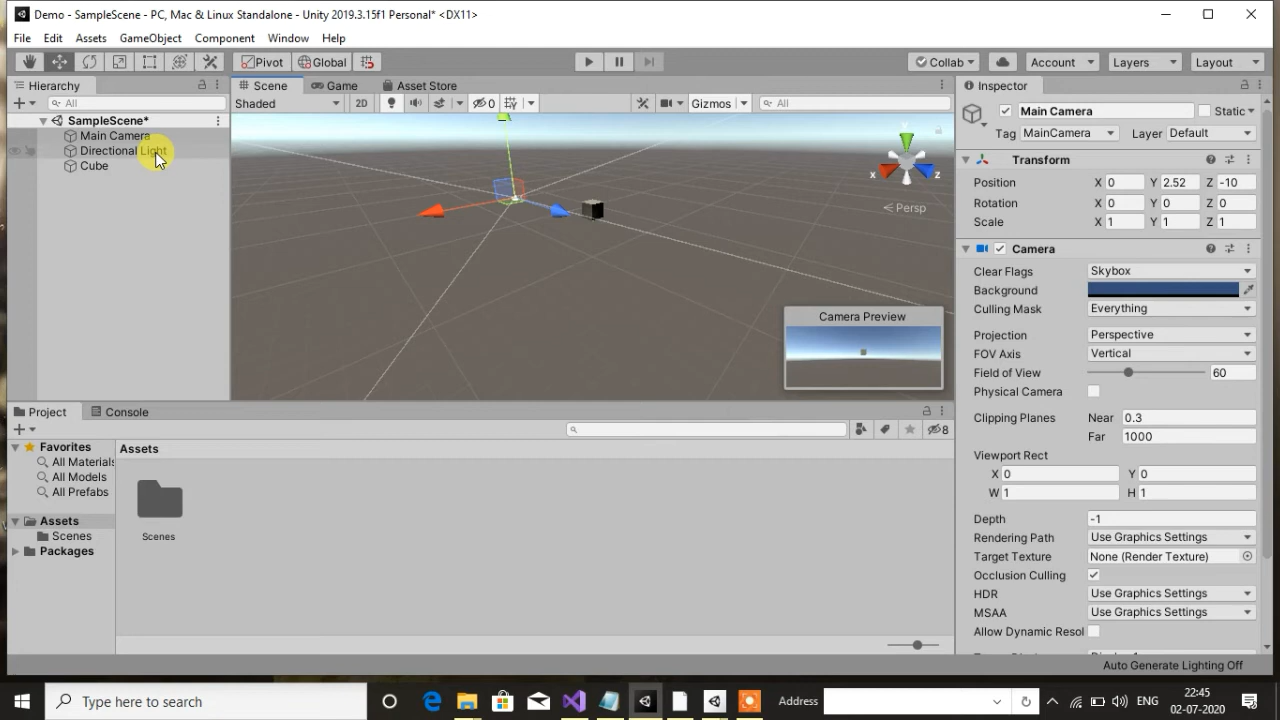 Demo - SampleScene - PC, Mac & Linux Standalone - Unity 2019.3.15f1 Personal* <DX11>
File Edit Assets GameObject Component Window Help
Pivot Global Collab Account Layers Layout
Hierarchy
All
SampleScene*
Main Camera
Directional Light
Cube
Scene Game Asset Store
Shaded 2D 0 Gizmos All
x z
Persp
Camera Preview
Inspector
Main Camera Static
Tag MainCamera Layer Default
Transform
Position X 0 Y 2.52 Z -10
Rotation X 0 Y 0 Z 0
Scale X 1 Y 1 Z 1
Camera
Clear Flags Skybox
Background
Culling Mask Everything
Projection Perspective
FOV Axis Vertical
Field of View 60
Physical Camera
Clipping Planes Near 0.3
Far 1000
Viewport Rect
X 0 Y 0
W 1 H 1
Depth -1
Rendering Path Use Graphics Settings
Target Texture None (Render Texture)
Occlusion Culling
HDR Use Graphics Settings
MSAA Use Graphics Settings
Allow Dynamic Resol
Project Console
8
Favorites
All Materials
All Models
All Prefabs
Assets
Scenes
Packages
Assets
Scenes
Auto Generate Lighting Off
Type here to search
Address
ENG
22:45
02-07-2020